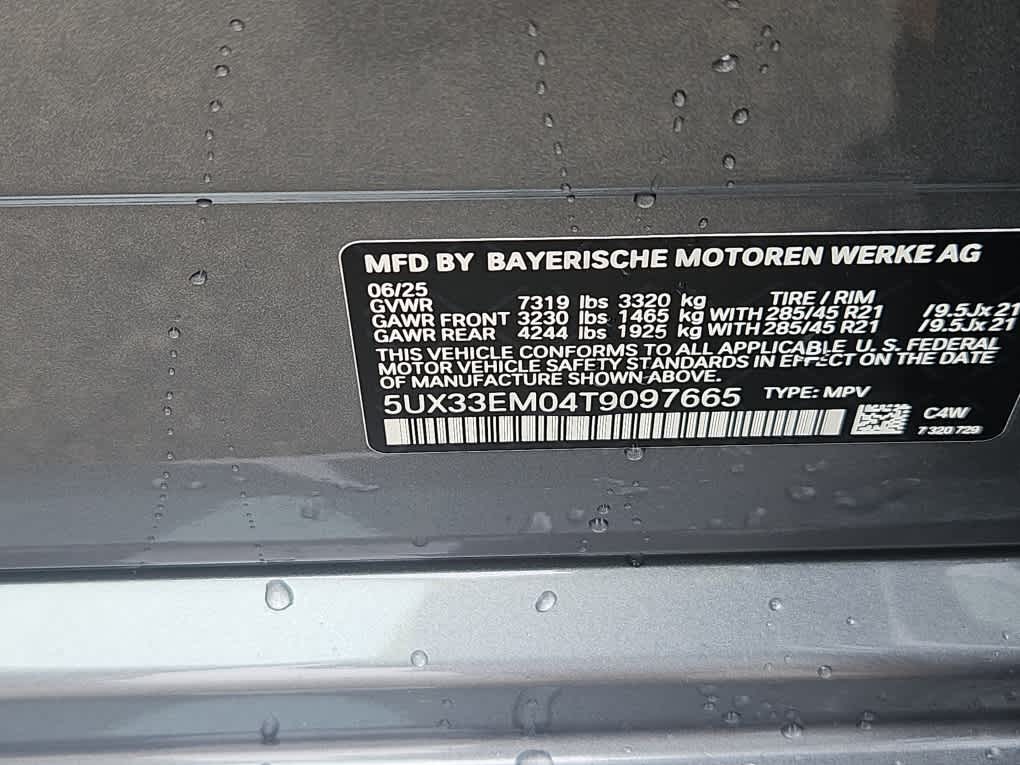 MFD BY BAYERISCHE MOTOREN WERKE AG
06/25 TIRE / RIM
GVWR 7319 lbs 3320 kg
GAWR FRONT 3230 lbs 1465 kg WITH 285/45 R21 /9.5Jx21
GAWR REAR 4244 lbs 1925 kg WITH 285/45 R21 /9.5Jx21
THIS VEHICLE CONFORMS TO ALL APPLICABLE U. S. FEDERAL
MOTOR VEHICLE SAFETY STANDARDS IN EFFECT ON THE DATE
OF MANUFACTURE SHOWN ABOVE.
5UX33EM04T9097665 TYPE: MPV
C4W
7 320 729